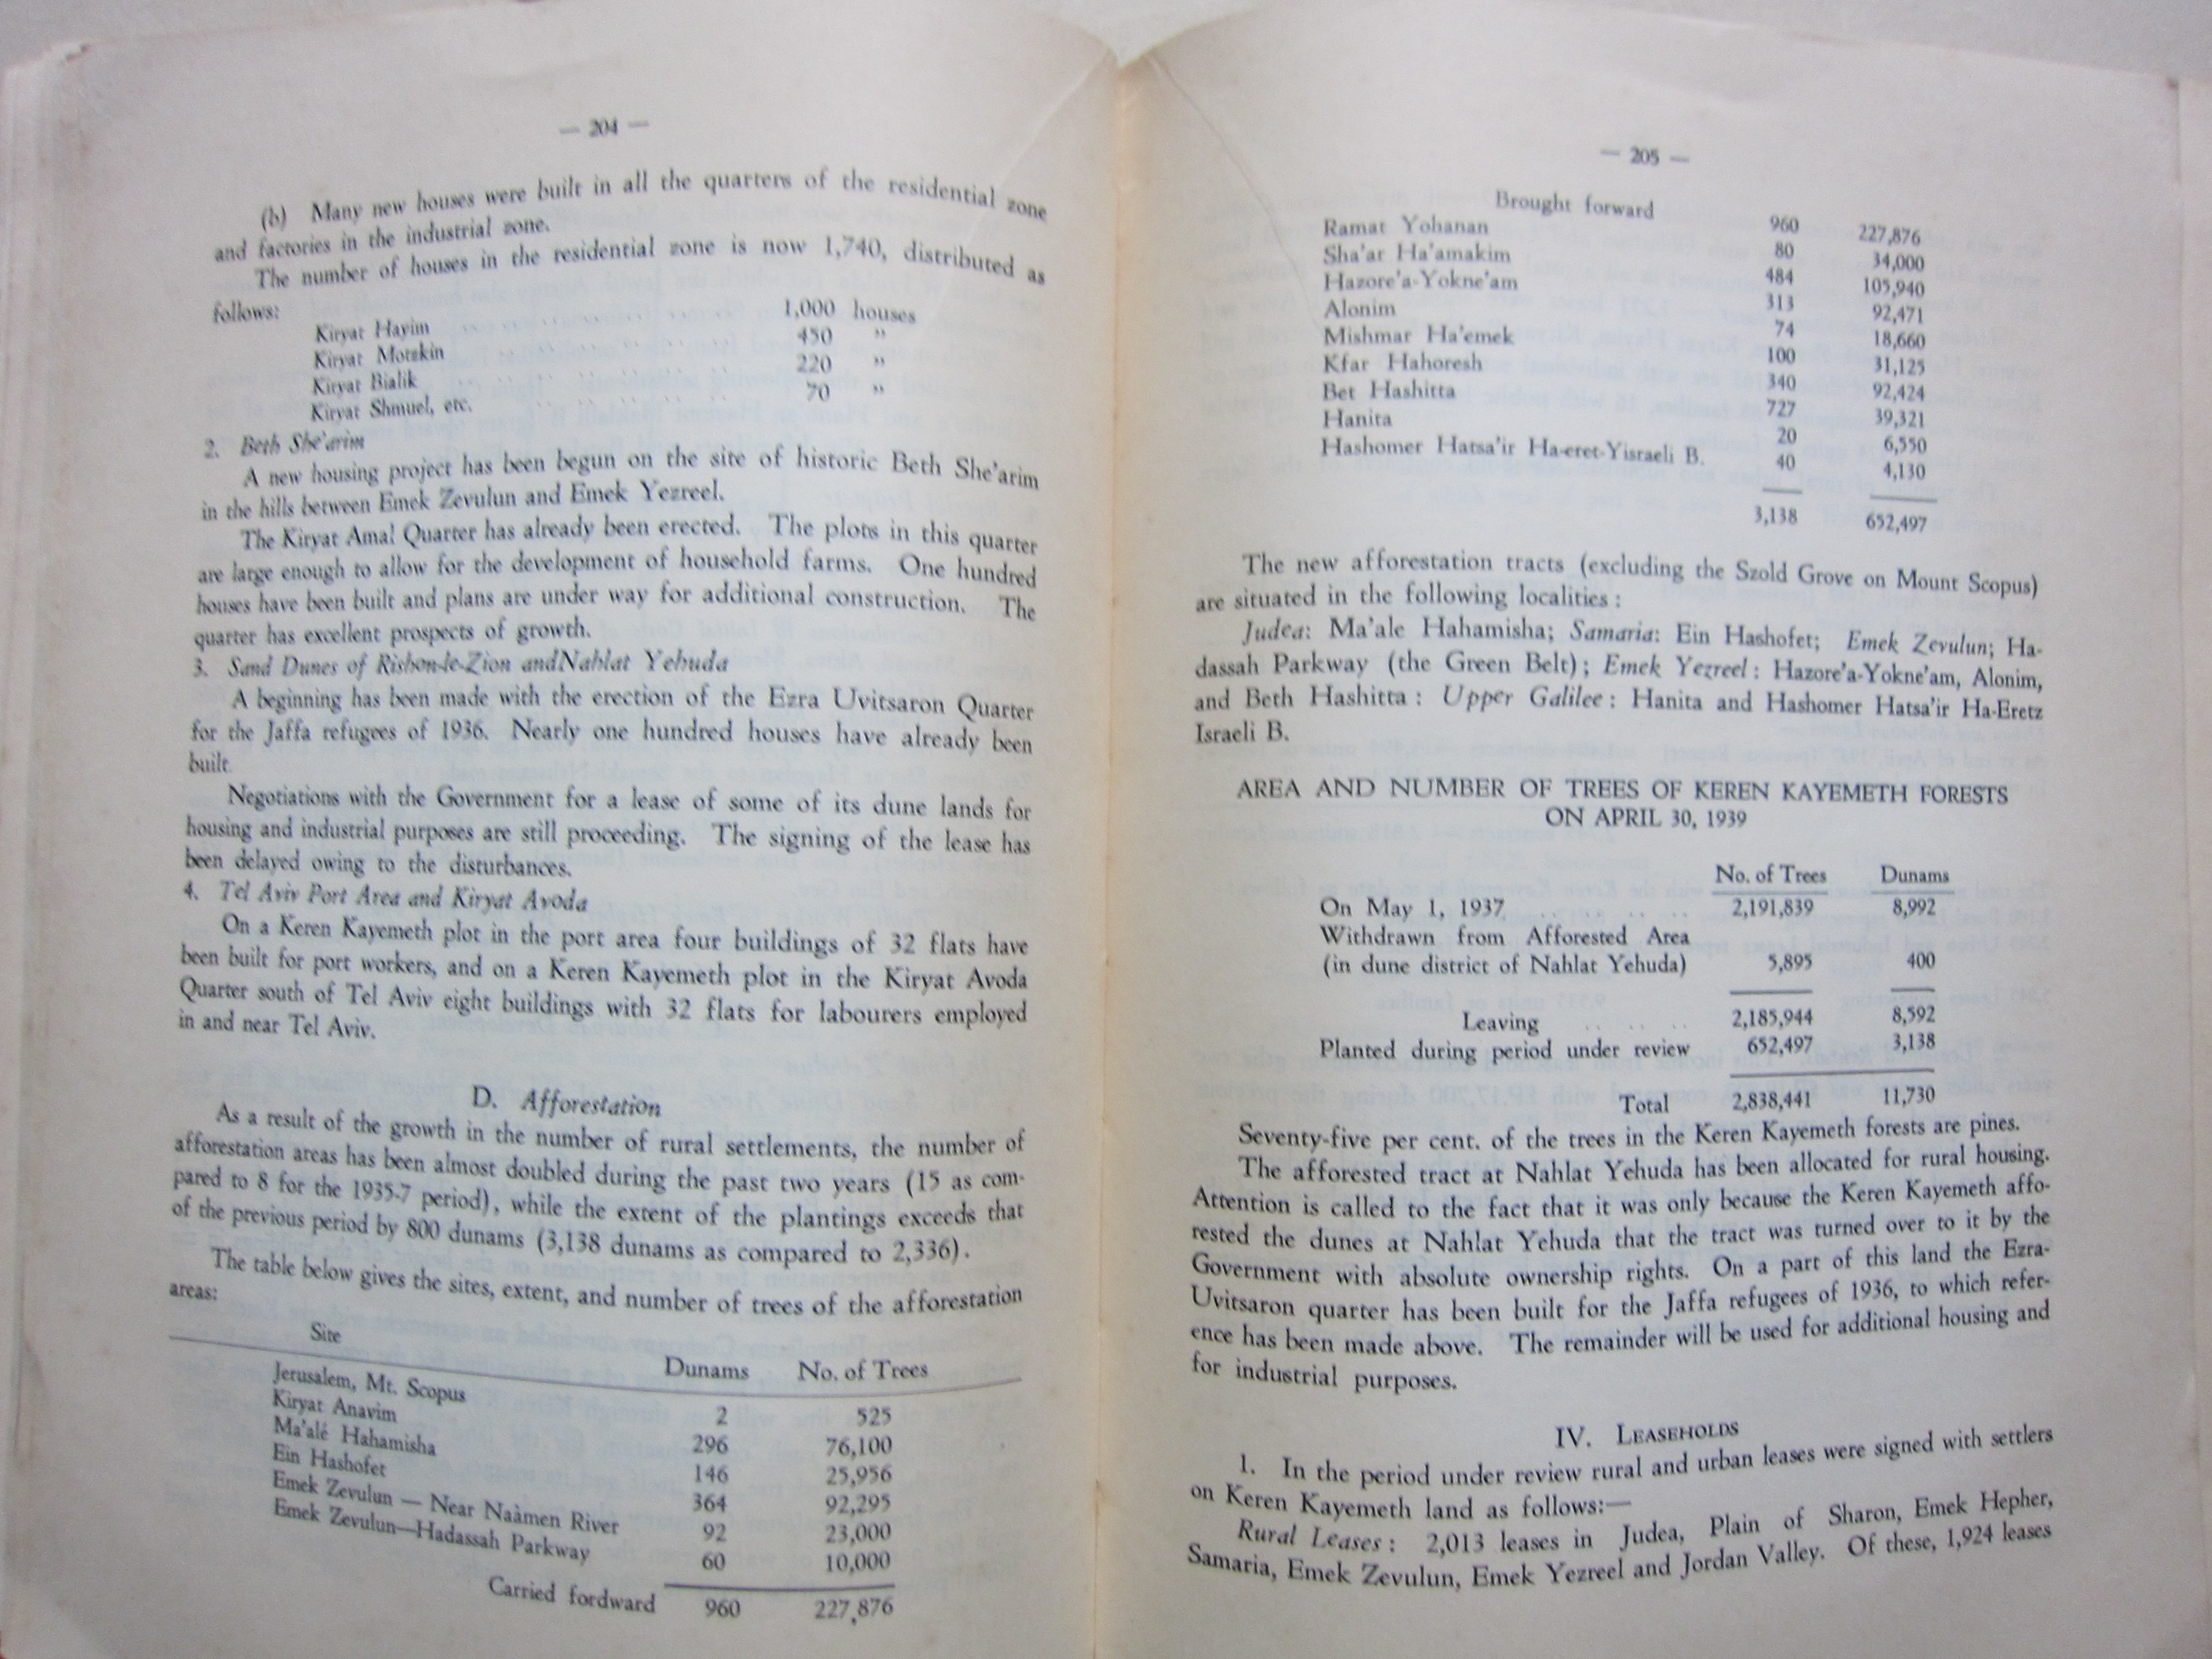 — 204 —
(b) Many new houses were built in all the quarters of the residential zone
and factories in the industrial zone.
The number of houses in the residential zone is now 1,740, distributed as
follows:
Kiryat Hayim .. .. .. .. .. 1,000 houses
Kiryat Motzkin .. .. .. .. .. 450 ”
Kiryat Bialik .. .. .. .. .. 220 ”
Kiryat Shmuel, etc. .. .. .. .. 70 ”
2. Beth She'arim
A new housing project has been begun on the site of historic Beth She'arim
in the hills between Emek Zevulun and Emek Yezreel.
The Kiryat Amal Quarter has already been erected. The plots in this quarter
are large enough to allow for the development of household farms. One hundred
houses have been built and plans are under way for additional construction. The
quarter has excellent prospects of growth.
3. Sand Dunes of Rishon-le-Zion andNahlat Yehuda
A beginning has been made with the erection of the Ezra Uvitsaron Quarter
for the Jaffa refugees of 1936. Nearly one hundred houses have already been
built.
Negotiations with the Government for a lease of some of its dune lands for
housing and industrial purposes are still proceeding. The signing of the lease has
been delayed owing to the disturbances.
4. Tel Aviv Port Area and Kiryat Avoda
On a Keren Kayemeth plot in the port area four buildings of 32 flats have
been built for port workers, and on a Keren Kayemeth plot in the Kiryat Avoda
Quarter south of Tel Aviv eight buildings with 32 flats for labourers employed
in and near Tel Aviv.
D. Afforestation
As a result of the growth in the number of rural settlements, the number of
afforestation areas has been almost doubled during the past two years (15 as com-
pared to 8 for the 1935-7 period), while the extent of the plantings exceeds that
of the previous period by 800 dunams (3,138 dunams as compared to 2,336).
The table below gives the sites, extent, and number of trees of the afforestation
areas:
Site Dunams No. of Trees
Jerusalem, Mt. Scopus 2 525
Kiryat Anavim 296 76,100
Ma'alé Hahamisha 146 25,956
Ein Hashofet 364 92,295
Emek Zevulun — Near Naàmen River 92 23,000
Emek Zevulun—Hadassah Parkway 60 10,000
Carried fordward 960 227,876
— 205 —
Brought forward 960 227,876
Ramat Yohanan 80 34,000
Sha'ar Ha'amakim 484 105,940
Hazore'a-Yokne'am 313 92,471
Alonim 74 18,660
Mishmar Ha'emek 100 31,125
Kfar Hahoresh 340 92,424
Bet Hashitta 727 39,321
Hanita 20 6,550
Hashomer Hatsa'ir Ha-eret-Yisraeli B. 40 4,130
3,138 652,497
The new afforestation tracts (excluding the Szold Grove on Mount Scopus)
are situated in the following localities :
Judea: Ma'ale Hahamisha; Samaria: Ein Hashofet; Emek Zevulun; Ha-
dassah Parkway (the Green Belt); Emek Yezreel : Hazore'a-Yokne'am, Alonim,
and Beth Hashitta : Upper Galilee : Hanita and Hashomer Hatsa'ir Ha-Eretz
Israeli B.
AREA AND NUMBER OF TREES OF KEREN KAYEMETH FORESTS
ON APRIL 30, 1939
No. of Trees Dunams
On May 1, 1937 .. .. .. .. 2,191,839 8,992
Withdrawn from Afforested Area
(in dune district of Nahlat Yehuda) 5,895 400
Leaving .. .. .. 2,185,944 8,592
Planted during period under review 652,497 3,138
Total 2,838,441 11,730
Seventy-five per cent. of the trees in the Keren Kayemeth forests are pines.
The afforested tract at Nahlat Yehuda has been allocated for rural housing.
Attention is called to the fact that it was only because the Keren Kayemeth affo-
rested the dunes at Nahlat Yehuda that the tract was turned over to it by the
Government with absolute ownership rights. On a part of this land the Ezra-
Uvitsaron quarter has been built for the Jaffa refugees of 1936, to which refer-
ence has been made above. The remainder will be used for additional housing and
for industrial purposes.
IV. LEASEHOLDS
1. In the period under review rural and urban leases were signed with settlers
on Keren Kayemeth land as follows:—
Rural Leases : 2,013 leases in Judea, Plain of Sharon, Emek Hepher,
Samaria, Emek Zevulun, Emek Yezreel and Jordan Valley. Of these, 1,924 leases